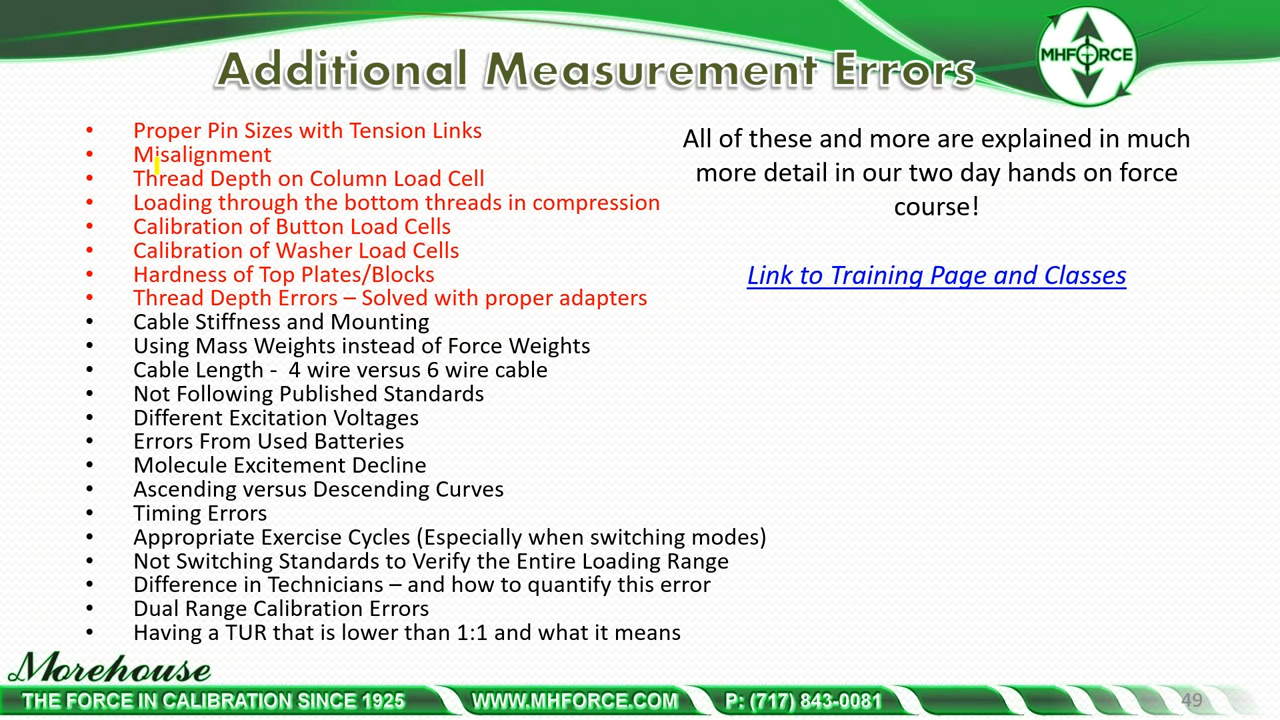 Additional Measurement Errors
MHFORCE
• Proper Pin Sizes with Tension Links
• Misalignment
• Thread Depth on Column Load Cell
• Loading through the bottom threads in compression
• Calibration of Button Load Cells
• Calibration of Washer Load Cells
• Hardness of Top Plates/Blocks
• Thread Depth Errors – Solved with proper adapters
• Cable Stiffness and Mounting
• Using Mass Weights instead of Force Weights
• Cable Length - 4 wire versus 6 wire cable
• Not Following Published Standards
• Different Excitation Voltages
• Errors From Used Batteries
• Molecule Excitement Decline
• Ascending versus Descending Curves
• Timing Errors
• Appropriate Exercise Cycles (Especially when switching modes)
• Not Switching Standards to Verify the Entire Loading Range
• Difference in Technicians – and how to quantify this error
• Dual Range Calibration Errors
• Having a TUR that is lower than 1:1 and what it means
All of these and more are explained in much
more detail in our two day hands on force
course!
Link to Training Page and Classes
Morehouse
THE FORCE IN CALIBRATION SINCE 1925
WWW.MHFORCE.COM
P: (717) 843-0081
49